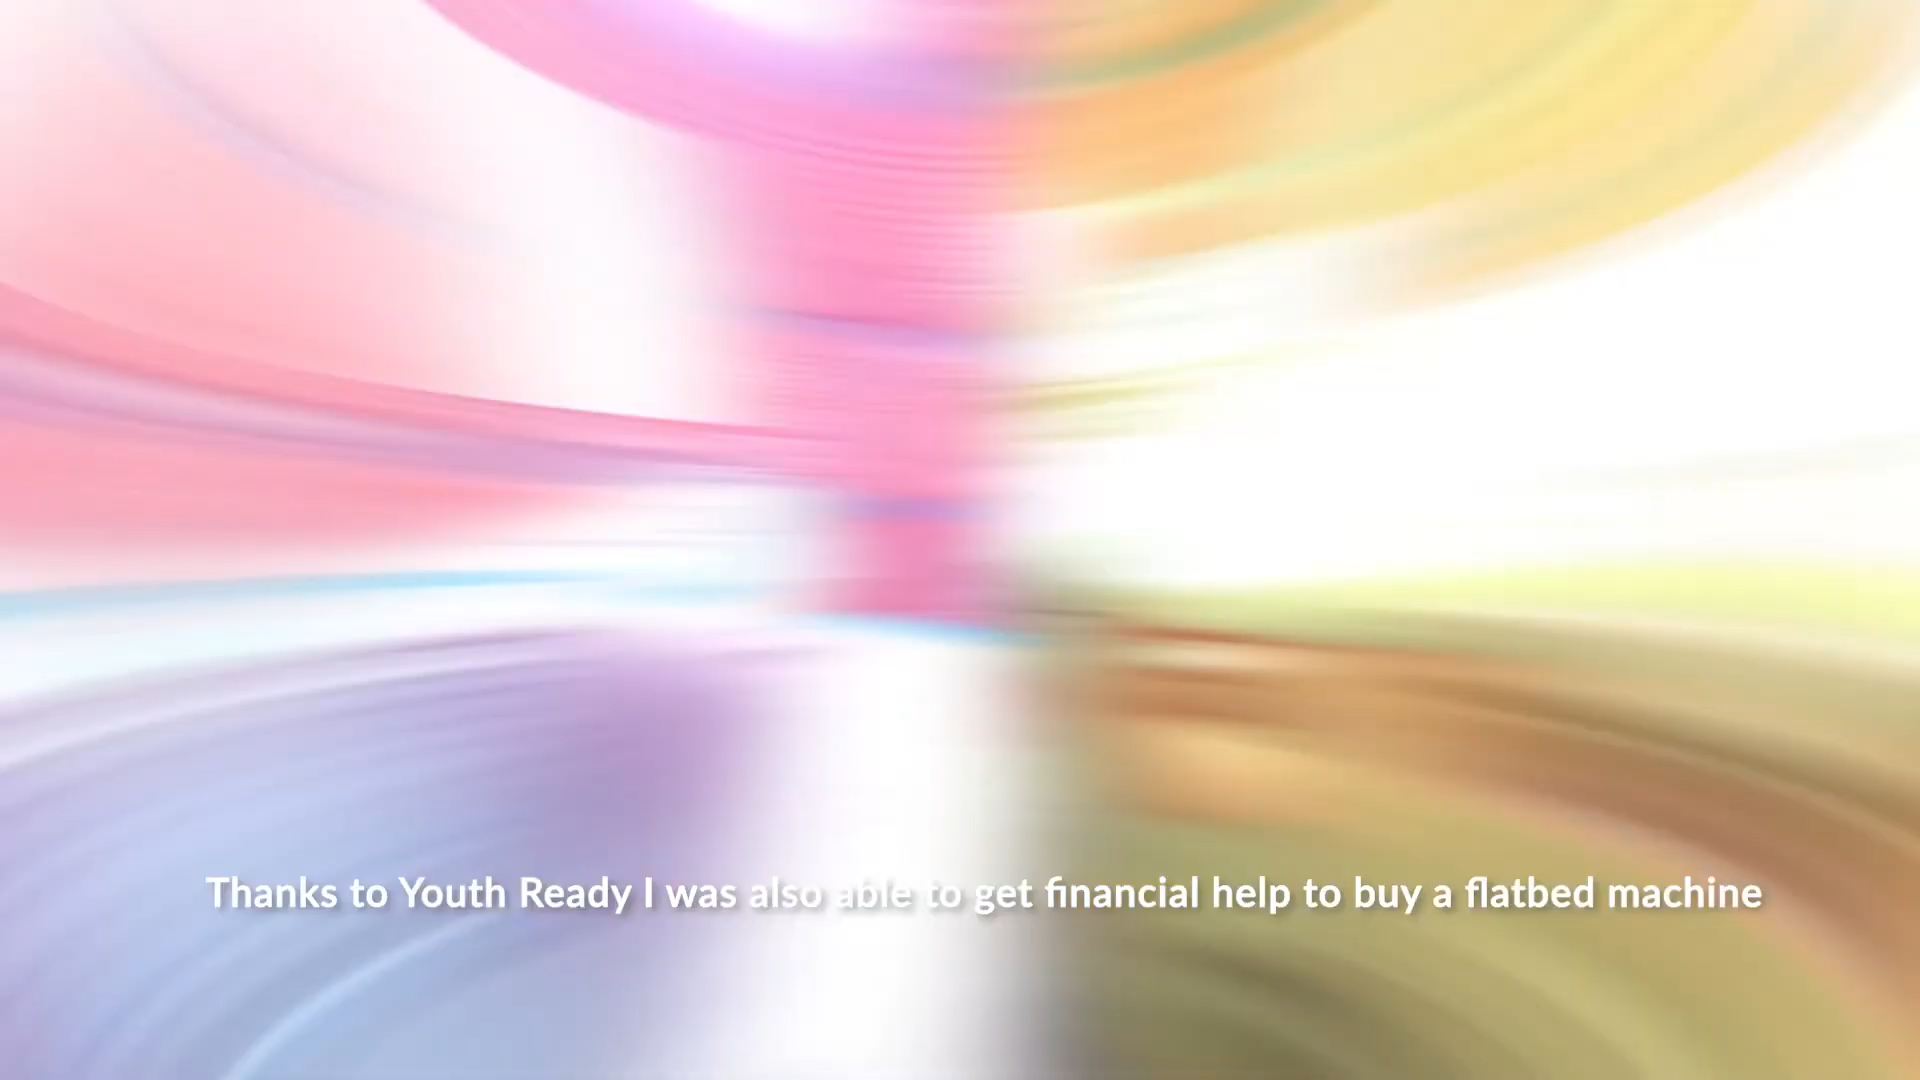 Thanks to Youth Ready I was also able to get financial help to buy a flatbed machine